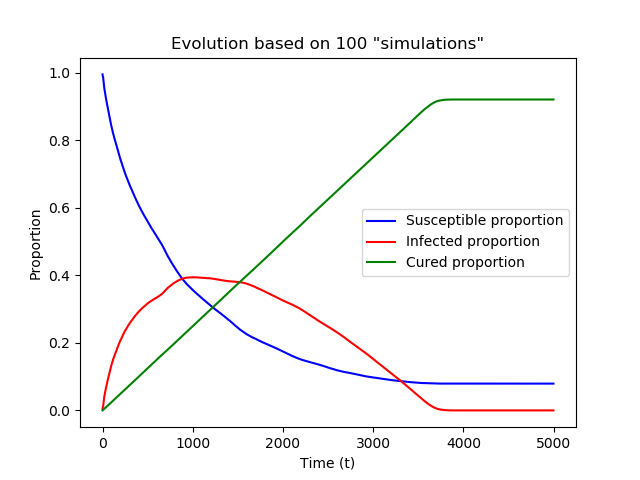 Evolution based on 100 "simulations"
1.0
0.8
0.6
0.4
0.2
0.0
Proportion
Susceptible proportion
Infected proportion
Cured proportion
0 1000 2000 3000 4000 5000
Time (t)